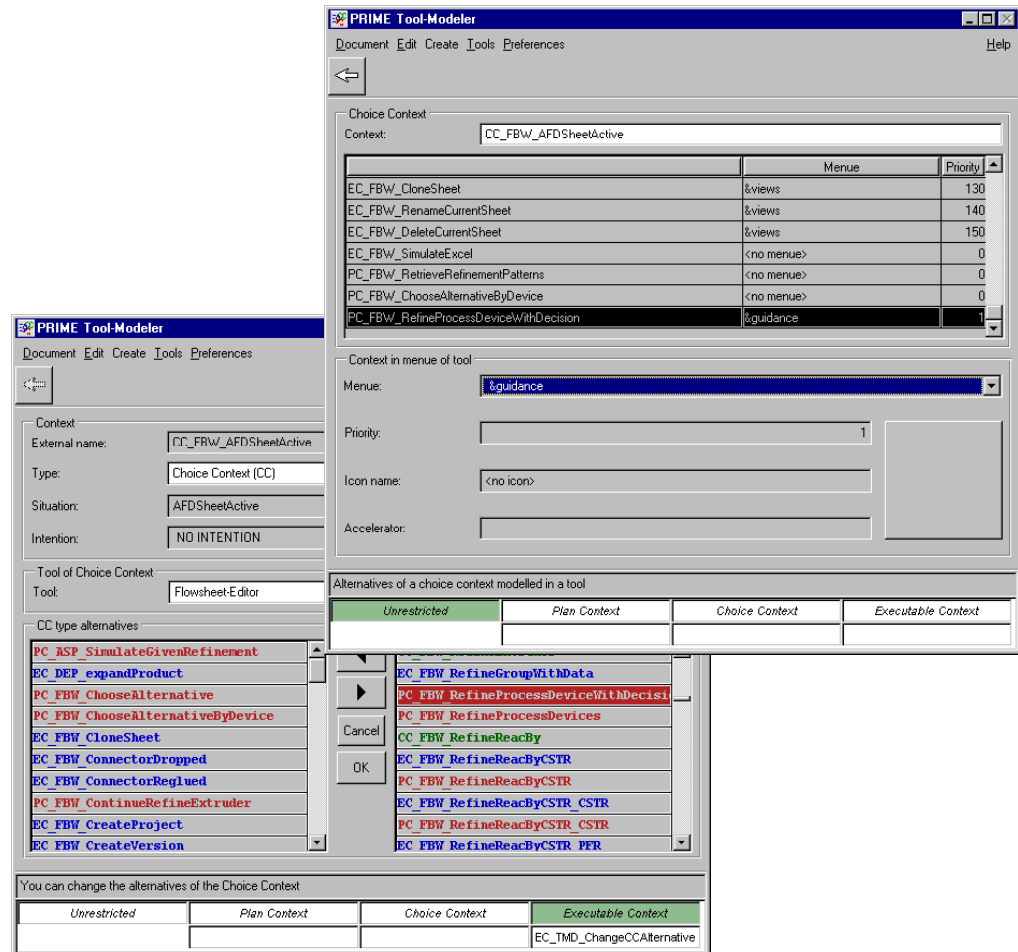 PRIME Tool-Modeler
Document Edit Create Tools Preferences Help
Choice Context
Context: CC_FBW_AFDSheetActive
Menue Priority
EC_FBW_CloneSheet &views 130
EC_FBW_RenameCurrentSheet &views 140
EC_FBW_DeleteCurrentSheet &views 150
EC_FBW_SimulateExcel <no menue> 0
PC_FBW_RetrieveRefinementPatterns <no menue> 0
PC_FBW_ChooseAlternativeByDevice <no menue> 0
PC_FBW_RefineProcessDeviceWithDecision &guidance 1
Context in menue of tool
Menue: &guidance
Priority: 1
Icon name: <no icon>
Accelerator:
Alternatives of a choice context modelled in a tool
Unrestricted Plan Context Choice Context Executable Context
PRIME Tool-Modeler
Document Edit Create Tools Preferences
Context
External name: CC_FBW_AFDSheetActive
Type: Choice Context (CC)
Situation: AFDSheetActive
Intention: NO INTENTION
Tool of Choice Context
Tool: Flowsheet-Editor
CC type alternatives
PC_ASP_SimulateGivenRefinement
EC_DEP_expandProduct
PC_FBW_ChooseAlternative
PC_FBW_ChooseAlternativeByDevice
EC_FBW_CloneSheet
EC_FBW_ConnectorDropped
EC_FBW_ConnectorReglued
PC_FBW_ContinueRefineExtruder
EC_FBW_CreateProject
EC_FBW_CreateVersion
Cancel
OK
EC_FBW_RefineGroupWithData
PC_FBW_RefineProcessDeviceWithDecisi
PC_FBW_RefineProcessDevices
CC_FBW_RefineReacBy
EC_FBW_RefineReacByCSTR
PC_FBW_RefineReacByCSTR
EC_FBW_RefineReacByCSTR_CSTR
PC_FBW_RefineReacByCSTR_CSTR
EC_FBW_RefineReacByCSTR_PFR
You can change the alternatives of the Choice Context
Unrestricted Plan Context Choice Context Executable Context
EC_TMD_ChangeCCAlternative